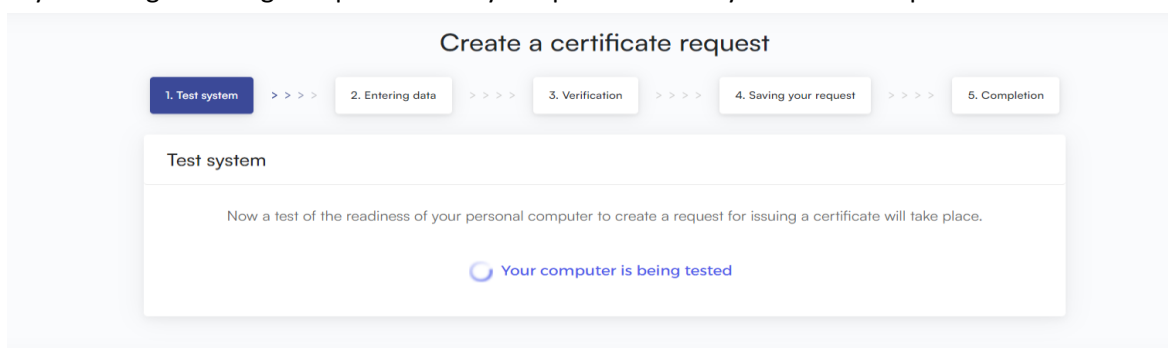 Create a certificate request
1. Test system > > > > 2. Entering data > > > > 3. Verification > > > > 4. Saving your request > > > > 5. Completion
Test system
Now a test of the readiness of your personal computer to create a request for issuing a certificate will take place.
Your computer is being tested